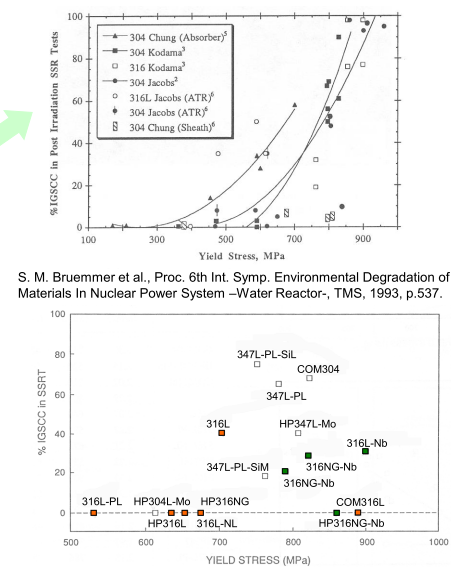 100
80
60
40
20
0
%IGSCC in Post Irradiation SSR Tests
304 Chung (Absorber)5
304 Kodama3
316 Kodama3
304 Jacobs2
316L Jacobs (ATR)6
304 Jacobs (ATR)6
304 Chung (Sheath)6
100 300 500 700 900
Yield Stress, MPa
S. M. Bruemmer et al., Proc. 6th Int. Symp. Environmental Degradation of
Materials In Nuclear Power System –Water Reactor-, TMS, 1993, p.537.
100
80
60
40
20
0
% IGSCC in SSRT
347L-PL-SiL
COM304
347L-PL
316L
HP347L-Mo
316L-Nb
347L-PL-SiM
316NG-Nb
316NG-Nb
316L-PL
HP304L-Mo
HP316NG
COM316L
HP316L
316L-NL
HP316NG-Nb
500 600 700 800 900 1000
YIELD STRESS (MPa)